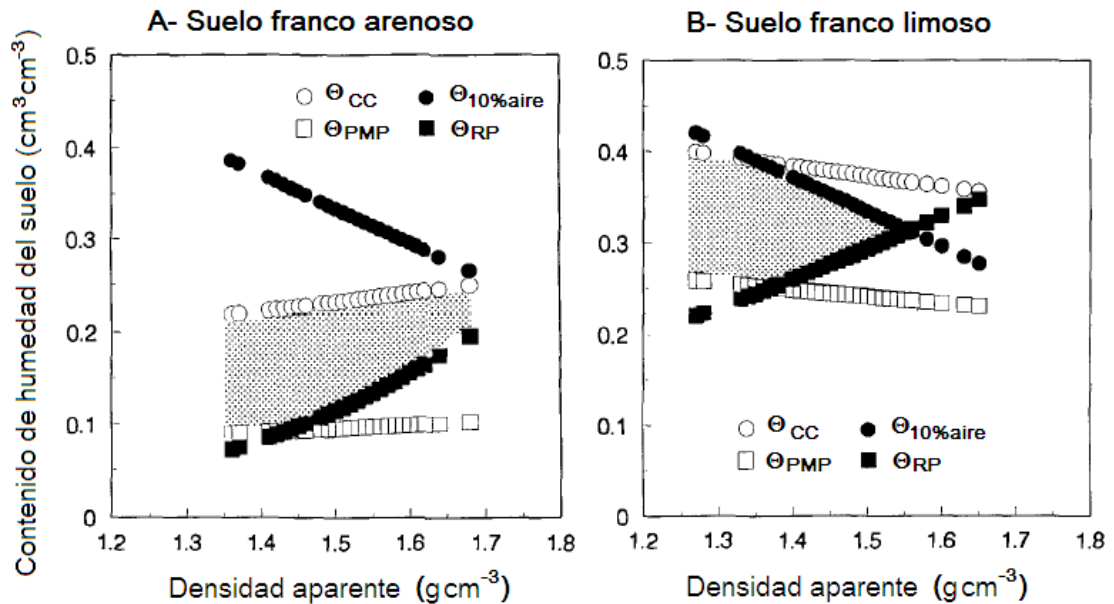 A- Suelo franco arenoso
B- Suelo franco limoso
Contenido de humedad del suelo (cm³cm⁻³)
0.5
0.4
0.3
0.2
0.1
0
Θ CC
Θ10%aire
ΘPMP
ΘRP
1.2 1.3 1.4 1.5 1.6 1.7 1.8
Densidad aparente (gcm⁻³)
0.5
0.4
0.3
0.2
0.1
0
Θ CC
Θ10%aire
ΘPMP
ΘRP
1.2 1.3 1.4 1.5 1.6 1.7 1.8
Densidad aparente (gcm⁻³)